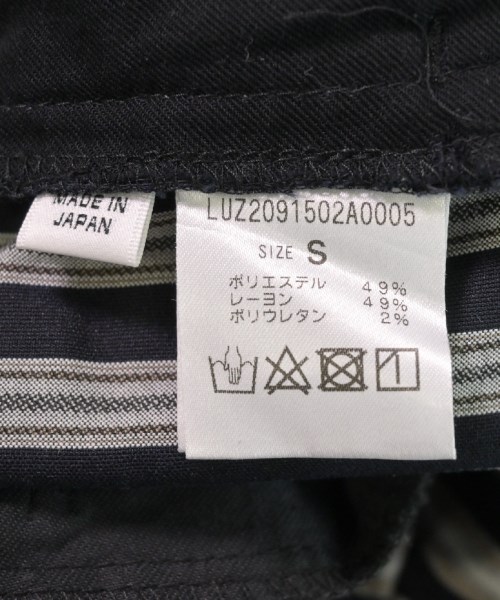 MADE IN
JAPAN
LUZ2091502A0005
SIZE S
ポリエステル 49%
レーヨン 49%
ポリウレタン 2%